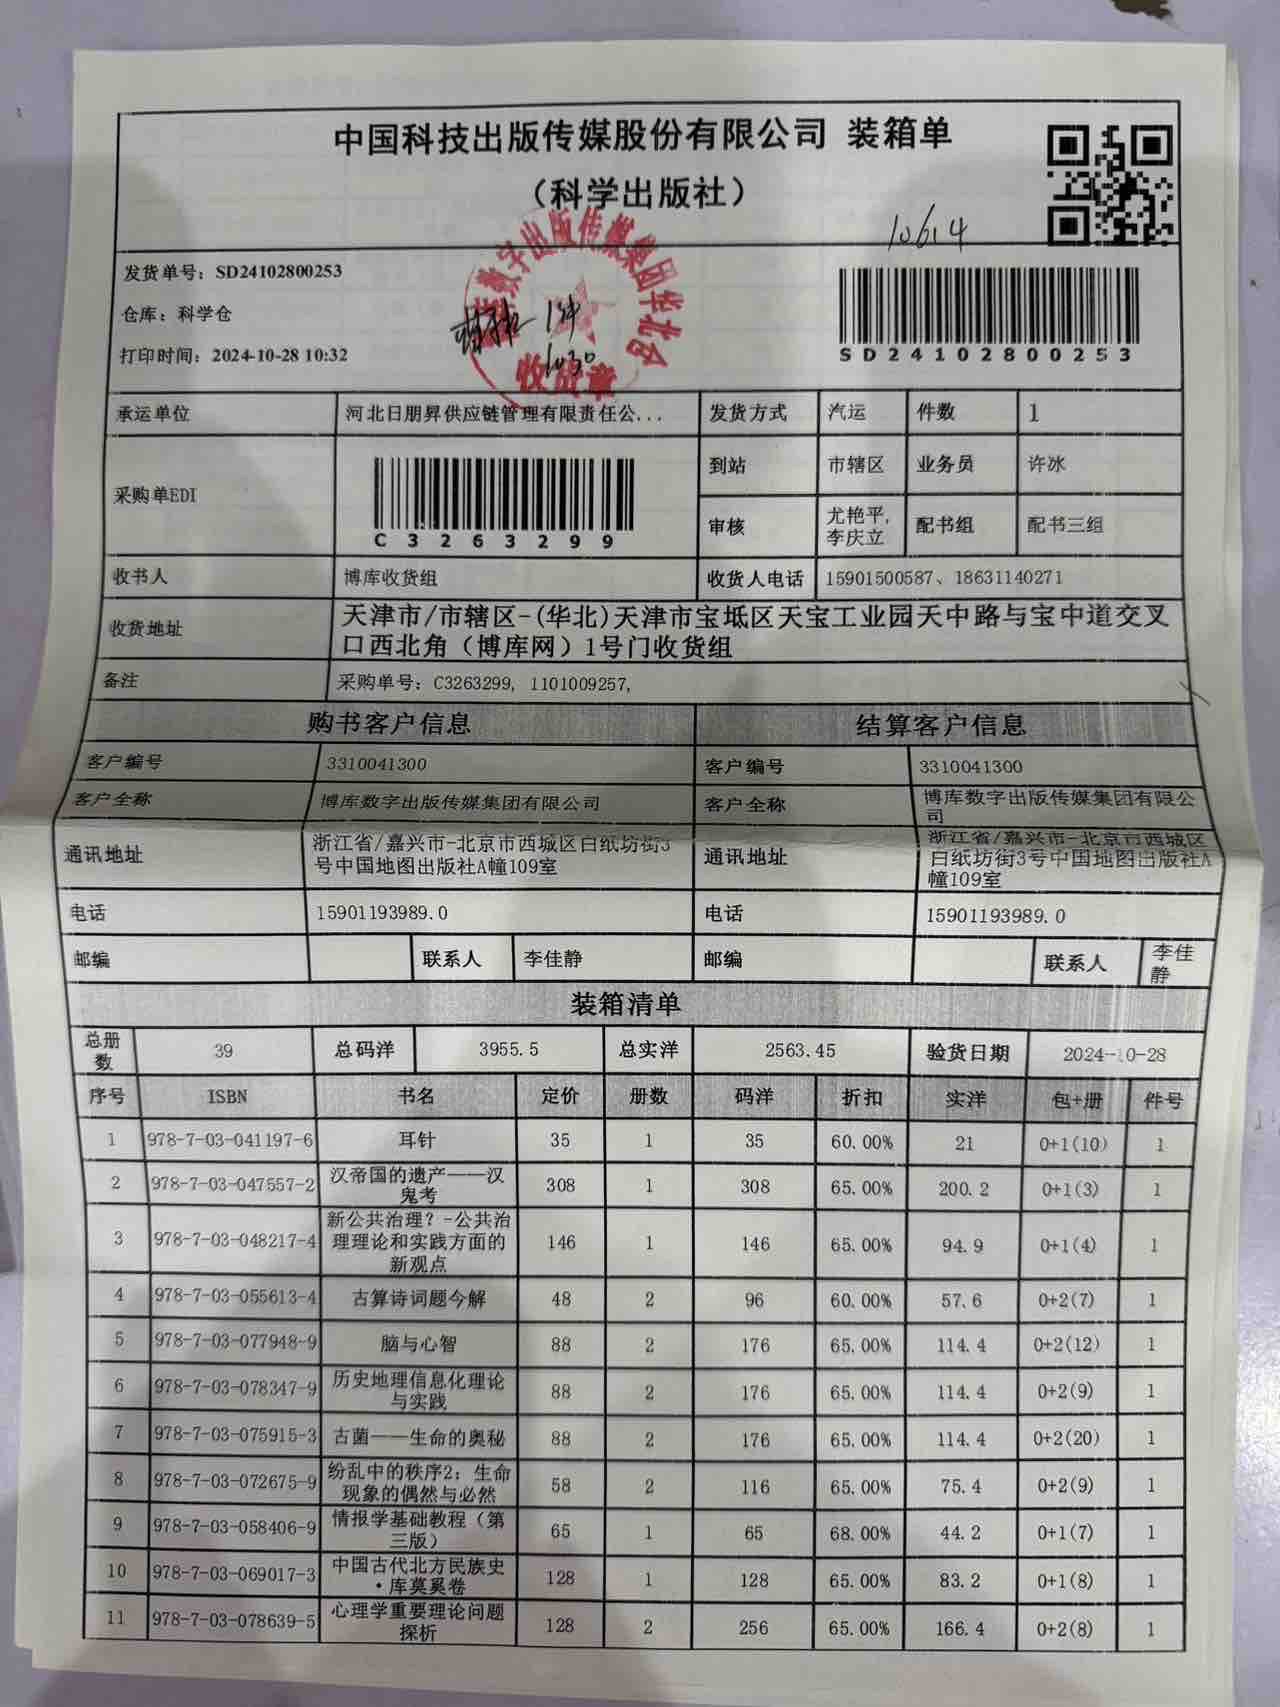 中国科技出版传媒股份有限公司 装箱单
（科学出版社）
10614
发货单号：SD24102800253
仓库：科学仓
打印时间：2024-10-28 10:32
数字出版传媒集团华北仓
1件
1030
收货章
SD24102800253
承运单位 河北日朋昇供应链管理有限责任公... 发货方式 汽运 件数 1
采购单EDI C3263299 到站 市辖区 业务员 许冰
审核 尤艳平,李庆立 配书组 配书三组
收书人 博库收货组 收货人电话 15901500587、18631140271
收货地址 天津市/市辖区-(华北)天津市宝坻区天宝工业园天中路与宝中道交叉
口西北角（博库网）1号门收货组
备注 采购单号：C3263299, 1101009257,
购书客户信息 结算客户信息
客户编号 3310041300 客户编号 3310041300
客户全称 博库数字出版传媒集团有限公司 客户全称 博库数字出版传媒集团有限公司
通讯地址 浙江省/嘉兴市-北京市西城区白纸坊街3号中国地图出版社A幢109室 通讯地址 浙江省/嘉兴市-北京市西城区白纸坊街3号中国地图出版社A幢109室
电话 15901193989.0 电话 15901193989.0
邮编 联系人 李佳静 邮编 联系人 李佳静
装箱清单
总册数 39 总码洋 3955.5 总实洋 2563.45 验货日期 2024-10-28
序号 ISBN 书名 定价 册数 码洋 折扣 实洋 包+册 件号
1 978-7-03-041197-6 耳针 35 1 35 60.00% 21 0+1(10) 1
2 978-7-03-047557-2 汉帝国的遗产——汉鬼考 308 1 308 65.00% 200.2 0+1(3) 1
3 978-7-03-048217-4 新公共治理？-公共治理理论和实践方面的新观点 146 1 146 65.00% 94.9 0+1(4) 1
4 978-7-03-055613-4 古算诗词题今解 48 2 96 60.00% 57.6 0+2(7) 1
5 978-7-03-077948-9 脑与心智 88 2 176 65.00% 114.4 0+2(12) 1
6 978-7-03-078347-9 历史地理信息化理论与实践 88 2 176 65.00% 114.4 0+2(9) 1
7 978-7-03-075915-3 古菌——生命的奥秘 88 2 176 65.00% 114.4 0+2(20) 1
8 978-7-03-072675-9 纷乱中的秩序2：生命现象的偶然与必然 58 2 116 65.00% 75.4 0+2(9) 1
9 978-7-03-058406-9 情报学基础教程（第三版） 65 1 65 68.00% 44.2 0+1(7) 1
10 978-7-03-069017-3 中国古代北方民族史·库莫奚卷 128 1 128 65.00% 83.2 0+1(8) 1
11 978-7-03-078639-5 心理学重要理论问题探析 128 2 256 65.00% 166.4 0+2(8) 1